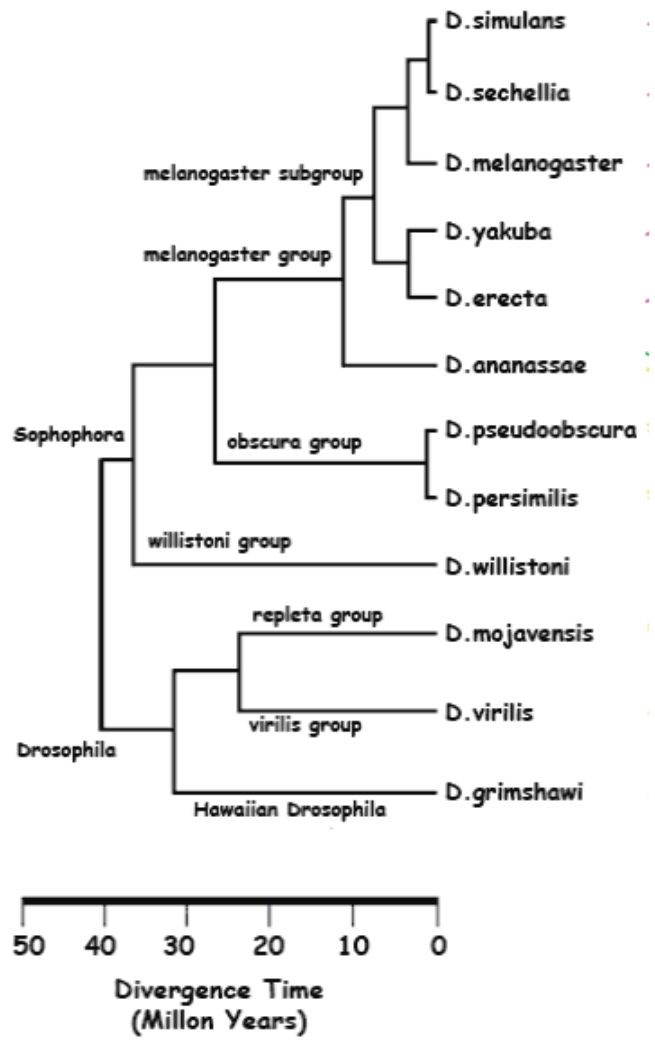 D.simulans
D.sechellia
D.melanogaster
melanogaster subgroup
D.yakuba
melanogaster group
D.erecta
D.ananassae
Sophophora
obscura group
D.pseudoobscura
D.persimilis
willistoni group
D.willistoni
repleta group
D.mojavensis
D.virilis
virilis group
Drosophila
D.grimshawi
Hawaiian Drosophila
50 40 30 20 10 0
Divergence Time
(Millon Years)